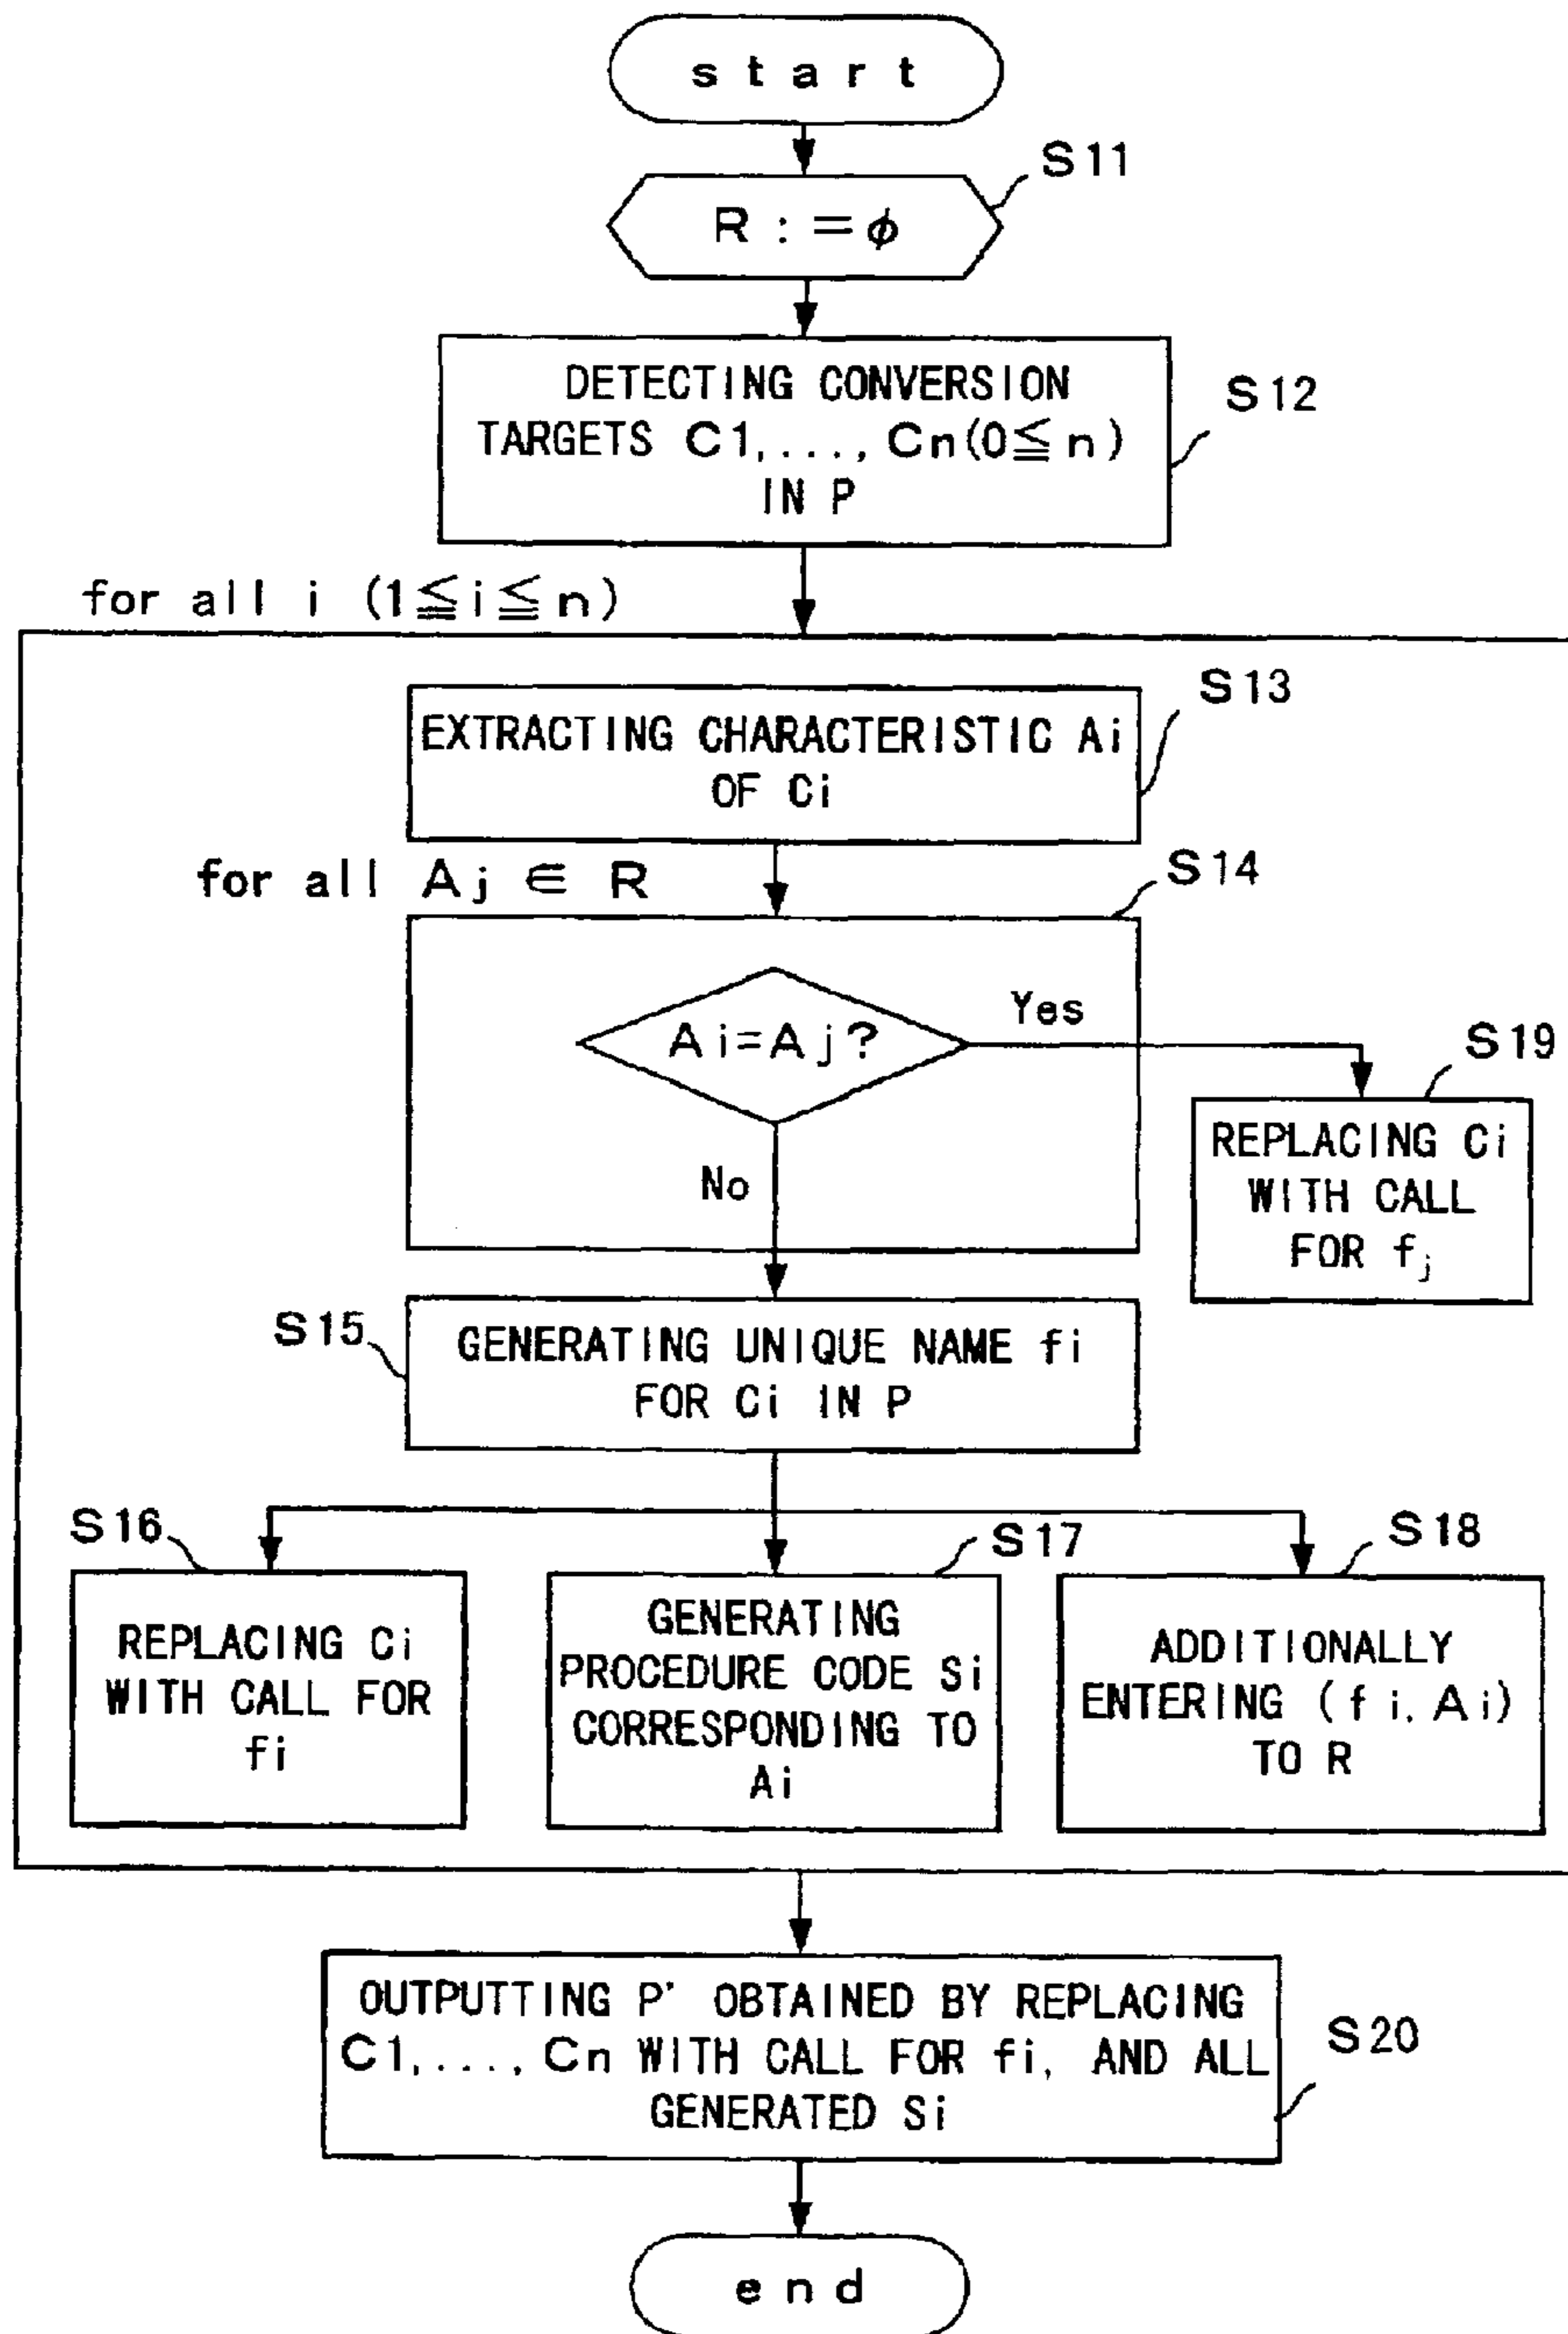 start
S11
R:=ϕ
DETECTING CONVERSION
TARGETS C1,...., Cn(0≦n)
IN P
S12
for all i (1≦i≦n)
S13
EXTRACTING CHARACTERISTIC Ai
OF Ci
for all Aj ∈ R
S14
Ai=Aj?
Yes
No
S19
REPLACING Ci
WITH CALL
FOR fj
S15
GENERATING UNIQUE NAME fi
FOR Ci IN P
S16
REPLACING Ci
WITH CALL FOR
fi
S17
GENERATING
PROCEDURE CODE Si
CORRESPONDING TO
Ai
S18
ADDITIONALLY
ENTERING (fi, Ai)
TO R
OUTPUTTING P' OBTAINED BY REPLACING
C1,...., Cn WITH CALL FOR fi, AND ALL
GENERATED Si
S20
end